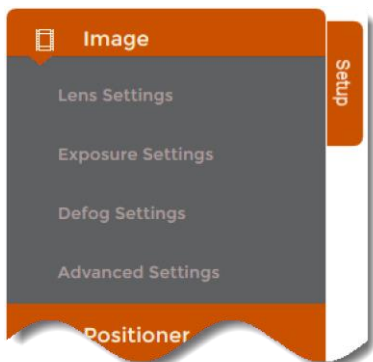 Image
Setup
Lens Settings
Exposure Settings
Defog Settings
Advanced Settings
Positioner